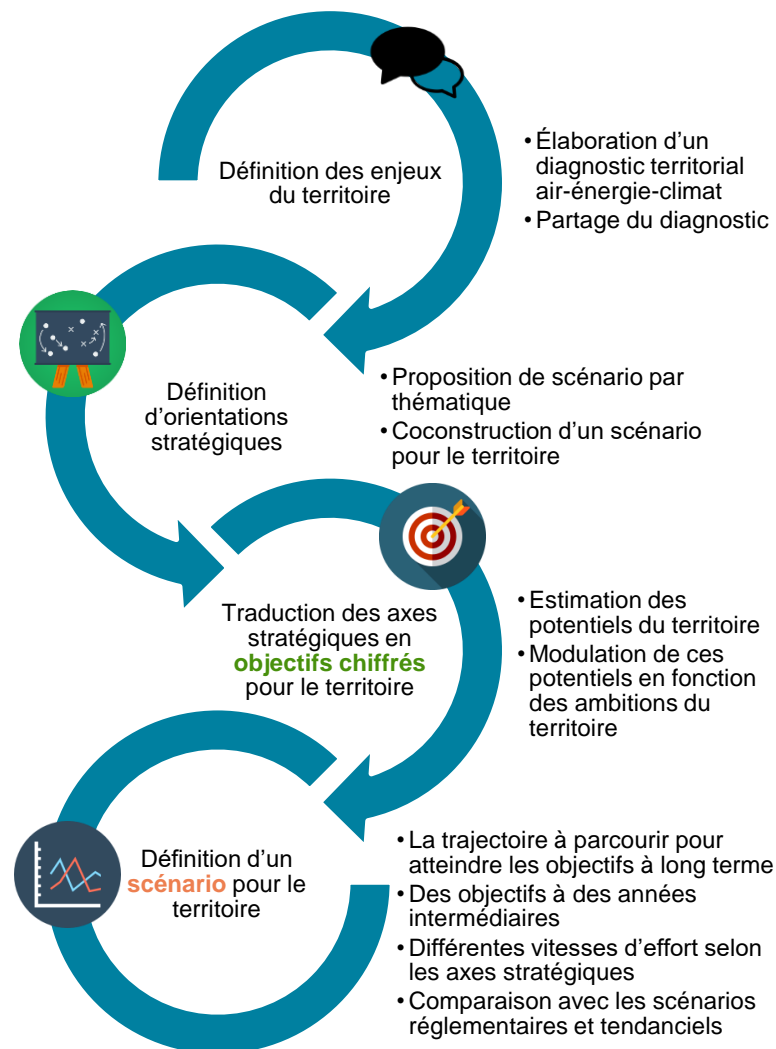 Définition des enjeux
du territoire
• Élaboration d’un
diagnostic territorial
air-énergie-climat
• Partage du diagnostic
Définition
d’orientations
stratégiques
• Proposition de scénario par
thématique
• Coconstruction d’un scénario
pour le territoire
Traduction des axes
stratégiques en
objectifs chiffrés
pour le territoire
• Estimation des
potentiels du territoire
• Modulation de ces
potentiels en fonction
des ambitions du
territoire
Définition d’un
scénario pour le
territoire
• La trajectoire à parcourir pour
atteindre les objectifs à long terme
• Des objectifs à des années
intermédiaires
• Différentes vitesses d’effort selon
les axes stratégiques
• Comparaison avec les scénarios
réglementaires et tendanciels